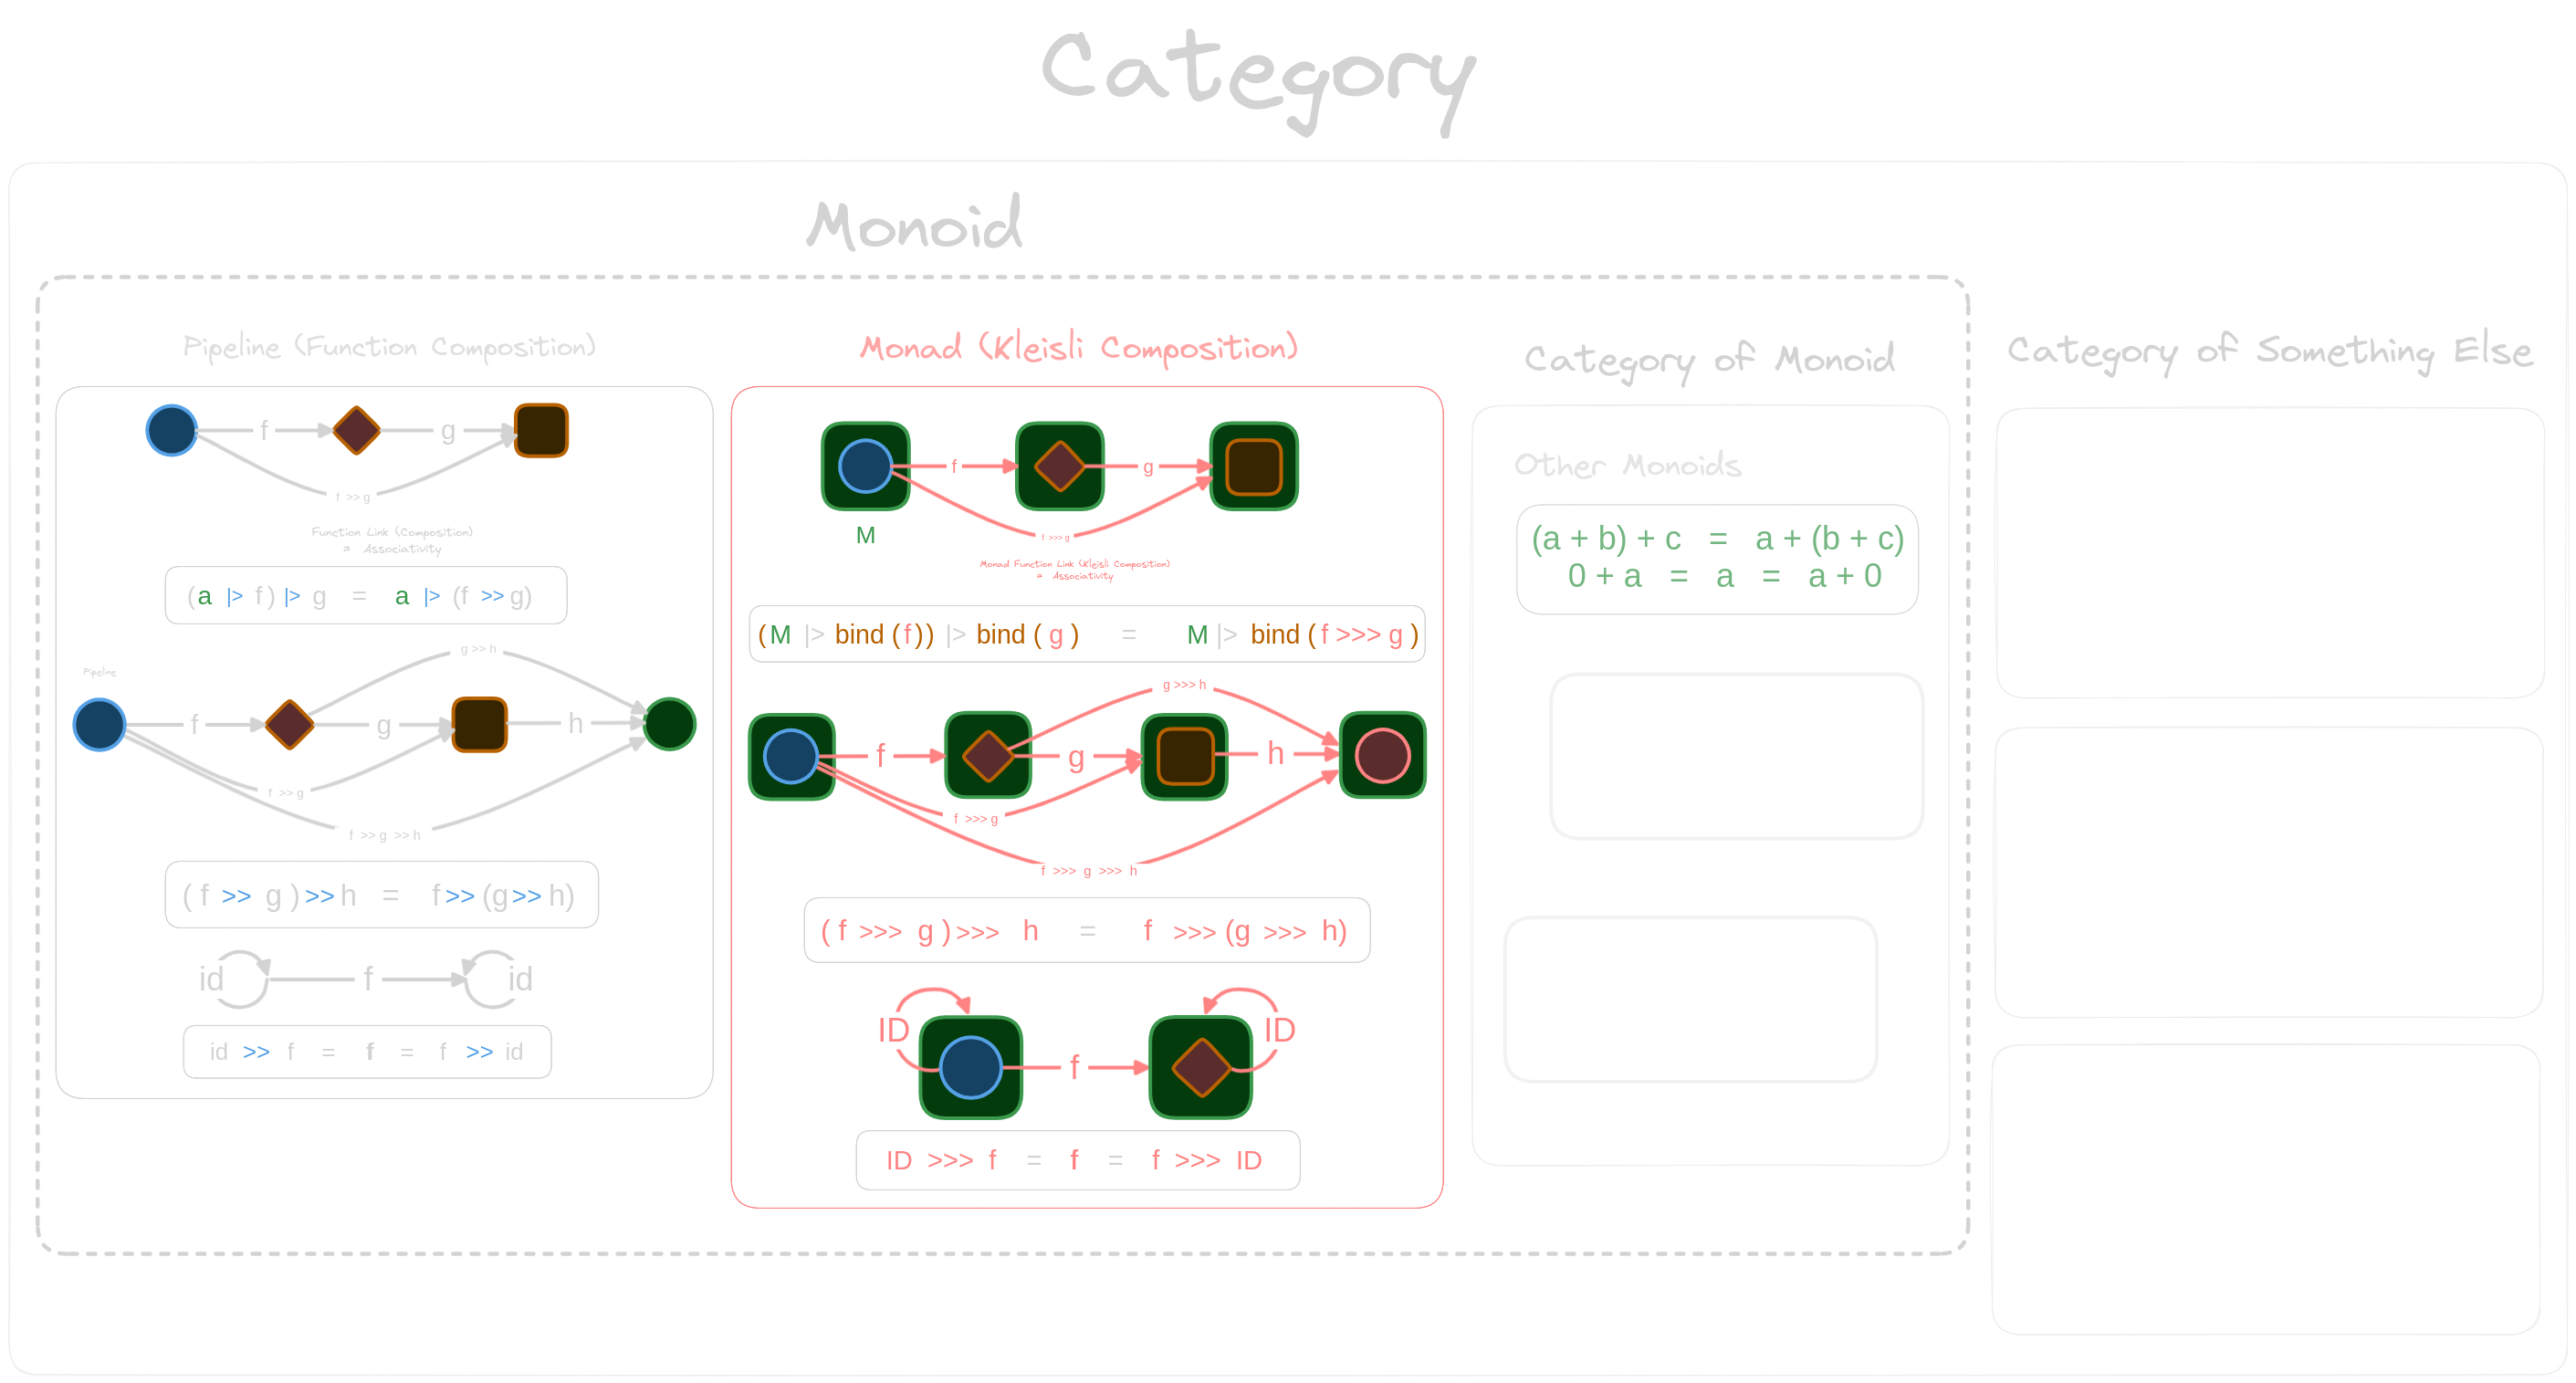 Category
Monoid
Pipeline (Function Composition)
f
g
f >> g
Function Link (Composition)
= Associativity
(a |> f) |> g = a |> (f >> g)
g >> h
Pipeline
f
g
h
f >> g
f >> g >> h
( f >> g ) >> h = f >> (g >> h)
id
f
id
id >> f = f = f >> id
Monad (Kleisli Composition)
f
g
f >>> g
M
Monad Function Link (Kleisli Composition)
= Associativity
(M |> bind (f)) |> bind ( g ) = M |> bind ( f >>> g )
g >>> h
f
g
h
f >>> g
f >>> g >>> h
( f >>> g ) >>> h = f >>> (g >>> h)
ID
f
ID
ID >>> f = f = f >>> ID
Category of Monoid
Other Monoids
(a + b) + c = a + (b + c)
0 + a = a = a + 0
Category of Something Else